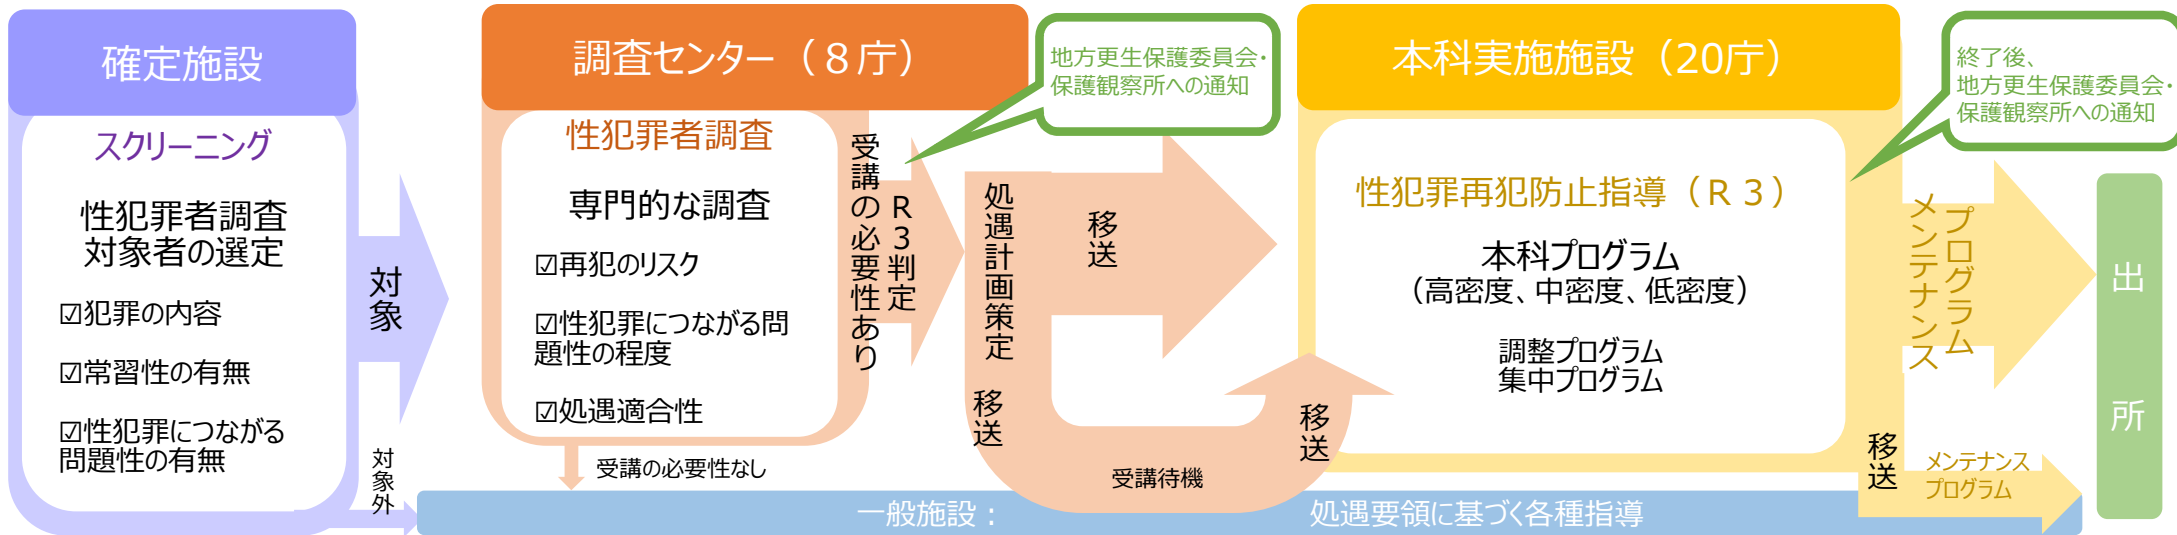 確定施設
スクリーニング
性犯罪者調査
対象者の選定
☑犯罪の内容
☑常習性の有無
☑性犯罪につながる
問題性の有無
対象
対象外
調査センター（８庁）
性犯罪者調査
専門的な調査
☑再犯のリスク
☑性犯罪につながる問
題性の程度
☑処遇適合性
受講の必要性なし
受講の必要性あり
R3判定
地方更生保護委員会・
保護観察所への通知
処遇計画策定
移送
移送
受講待機
移送
本科実施施設（20庁）
性犯罪再犯防止指導（R３）
本科プログラム
（高密度、中密度、低密度）
調整プログラム
集中プログラム
終了後、
地方更生保護委員会・
保護観察所への通知
メンテナンス
プログラム
移送
メンテナンス
プログラム
出所
一般施設：
処遇要領に基づく各種指導